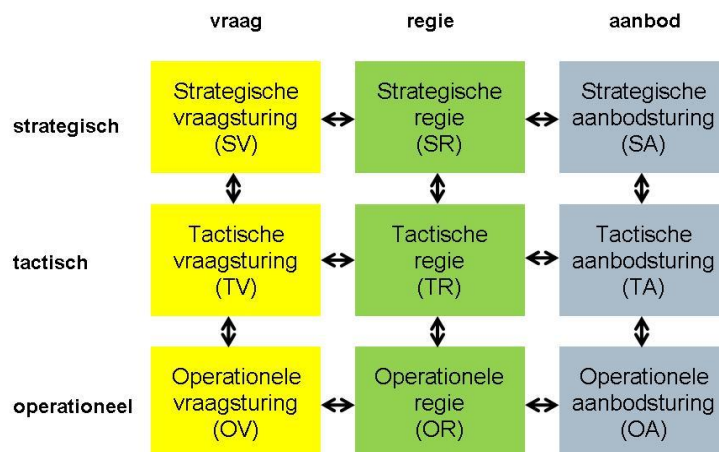 vraag
regie
aanbod
strategisch
Strategische
vraagsturing
(SV)
Strategische
regie
(SR)
Strategische
aanbodsturing
(SA)
tactisch
Tactische
vraagsturing
(TV)
Tactische
regie
(TR)
Tactische
aanbodsturing
(TA)
operationeel
Operationele
vraagsturing
(OV)
Operationele
regie
(OR)
Operationele
aanbodsturing
(OA)